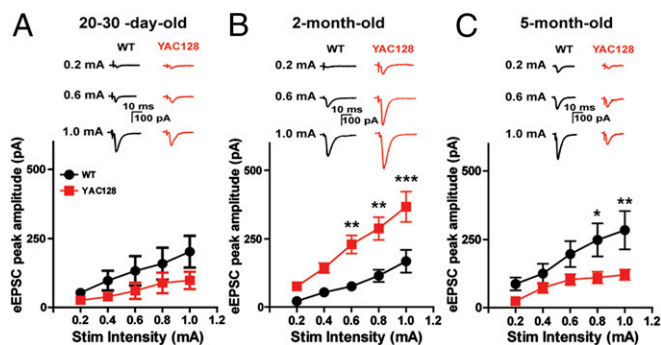 A 20-30 -day-old
WT YAC128
0.2 mA
0.6 mA
10 ms
100 pA
1.0 mA
eEPSC peak amplitude (pA)
500
250
0
WT
YAC128
0.2 0.4 0.6 0.8 1.0 1.2
Stim Intensity (mA)
B 2-month-old
WT YAC128
0.2 mA
0.6 mA
10 ms
100 pA
1.0 mA
eEPSC peak amplitude (pA)
500
250
0
** ** ***
0.2 0.4 0.6 0.8 1.0 1.2
Stim Intensity (mA)
C 5-month-old
WT YAC128
0.2 mA
0.6 mA
10 ms
100 pA
1.0 mA
eEPSC peak amplitude (pA)
500
250
0
* **
0.2 0.4 0.6 0.8 1.0 1.2
Stim Intensity (mA)